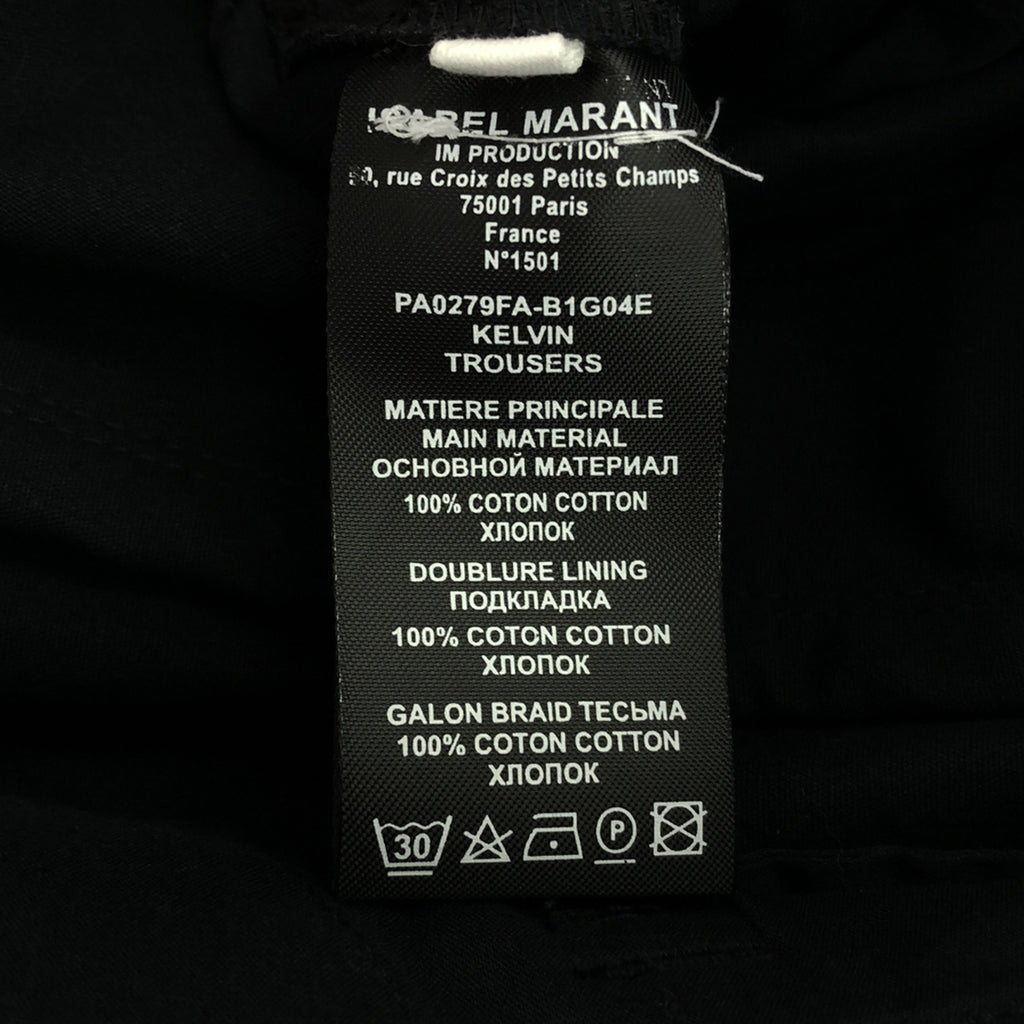 MARANT
IM PRODUCTION
rue Croix des Petits Champs
75001 Paris
France
N°1501
PA0279FA-B1G04E
KELVIN
TROUSERS
MATIERE PRINCIPALE
MAIN MATERIAL
ОСНОВНОЙ МАТЕРИАЛ
100% COTON COTTON
ХЛОПОК
DOUBLURE LINING
ПОДКЛАДКА
100% COTON COTTON
ХЛОПОК
GALON BRAID ТЕСЬМА
100% COTON COTTON
ХЛОПОК
30 P